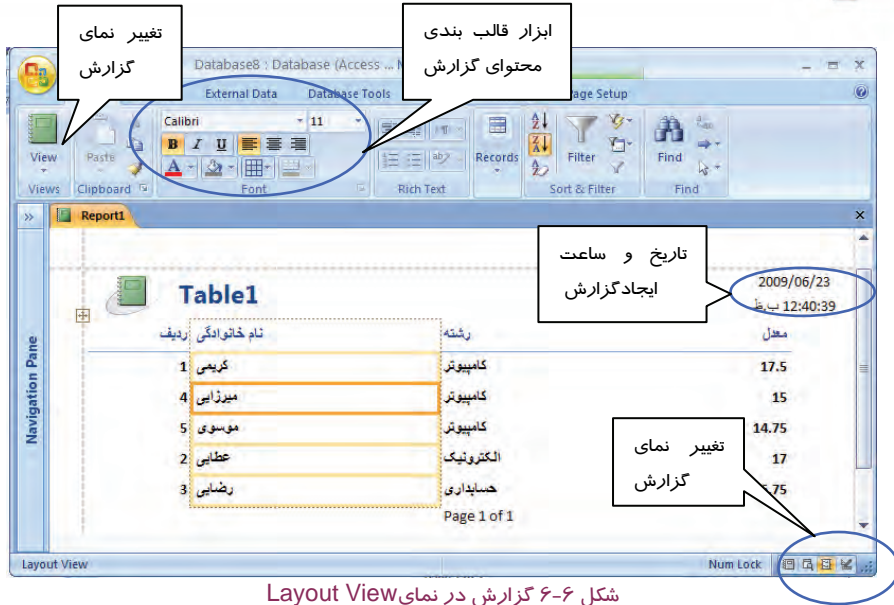 تغییر نمای
گزارش
ابزار قالب بندی
محتوای گزارش
Database8 : Database (Access ...
External Data Database Tools age Setup
Calibri 11
B I U
A
View Paste Records Filter Find
Views Clipboard Font Rich Text Sort & Filter Find
Report1
Navigation Pane
تاریخ و ساعت
ایجادگزارش
Table1
2009/06/23
12:40:39 ب.ظ
ردیف نام خانوادگی رشته معدل
1 کریمی کامپیوتر 17.5
4 میرزایی کامپیوتر 15
5 موسوی کامپیوتر 14.75
2 عطایی الکترونیک 17
3 رضایی حسابداری .75
Page 1 of 1
تغییر نمای
گزارش
Layout View Num Lock
شکل ۶-۶ گزارش در نمای Layout View